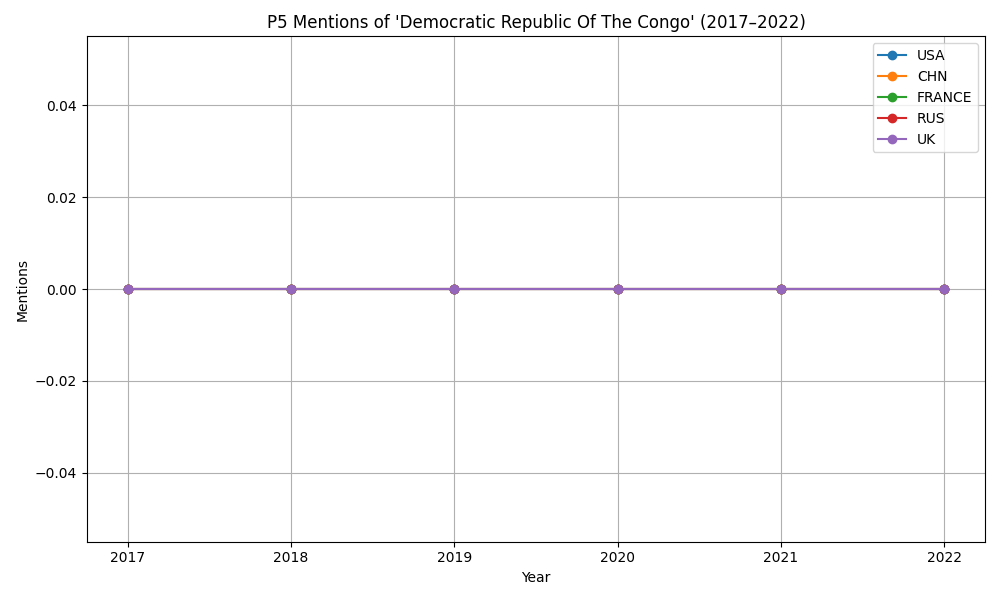 P5 Mentions of 'Democratic Republic Of The Congo' (2017–2022)
USA
CHN
FRANCE
RUS
UK
Mentions
0.04
0.02
0.00
−0.02
−0.04
2017 2018 2019 2020 2021 2022
Year